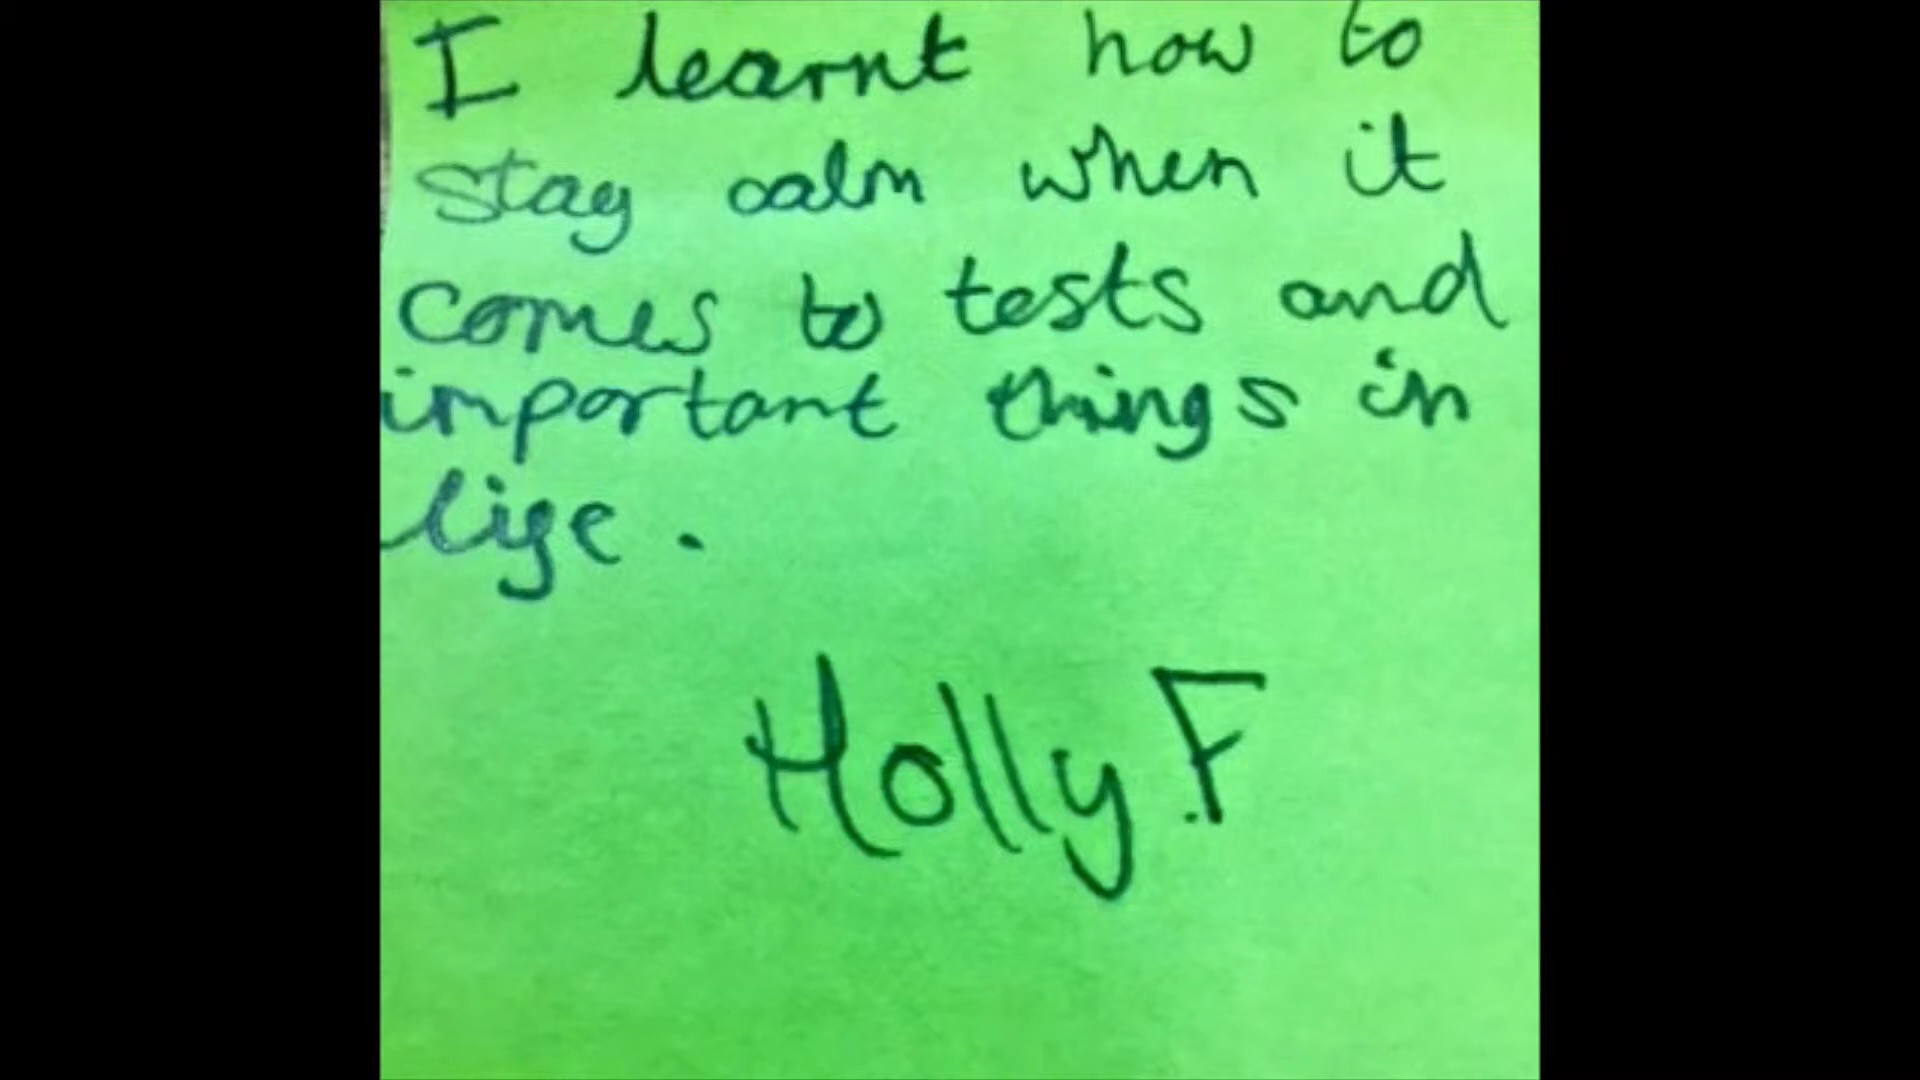 I learnt how to
stay calm when it
comes to tests and
important things in
life.
Holly F